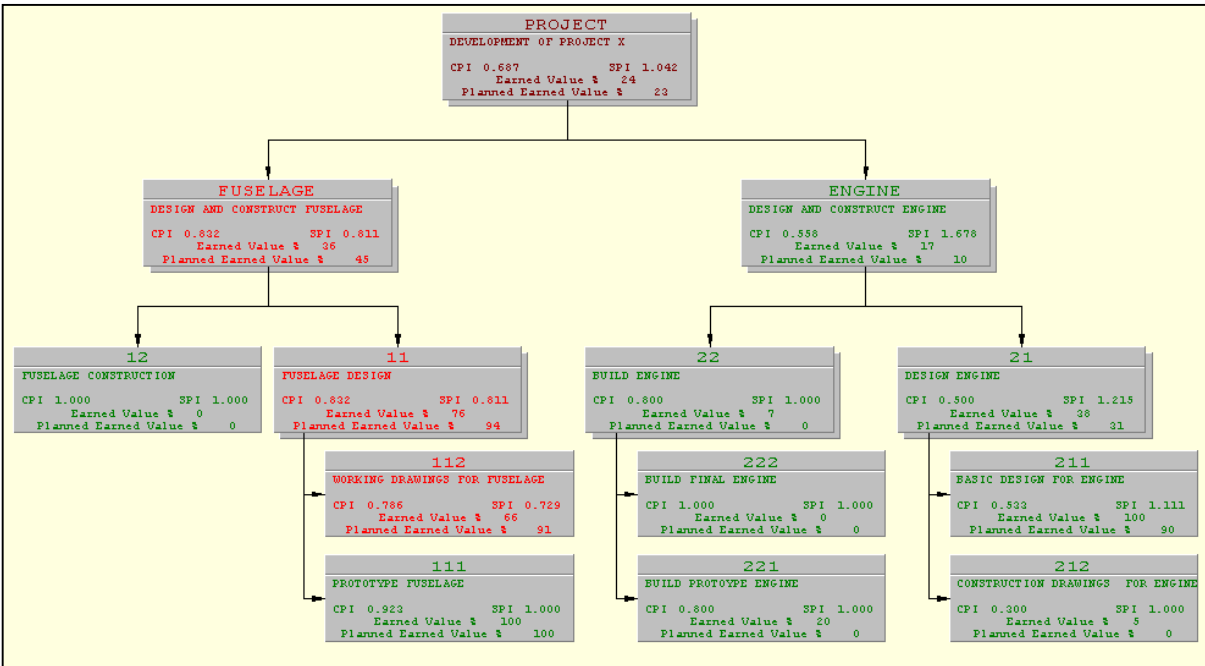 PROJECT
DEVELOPMENT OF PROJECT X
CPI 0.687 SPI 1.042
Earned Value % 24
Planned Earned Value % 23
FUSELAGE
DESIGN AND CONSTRUCT FUSELAGE
CPI 0.832 SPI 0.811
Earned Value % 36
Planned Earned Value % 45
ENGINE
DESIGN AND CONSTRUCT ENGINE
CPI 0.558 SPI 1.678
Earned Value % 17
Planned Earned Value % 10
12
FUSELAGE CONSTRUCTION
CPI 1.000 SPI 1.000
Earned Value % 0
Planned Earned Value % 0
11
FUSELAGE DESIGN
CPI 0.832 SPI 0.811
Earned Value % 76
Planned Earned Value % 94
22
BUILD ENGINE
CPI 0.800 SPI 1.000
Earned Value % 7
Planned Earned Value % 0
21
DESIGN ENGINE
CPI 0.500 SPI 1.215
Earned Value % 38
Planned Earned Value % 31
112
WORKING DRAWINGS FOR FUSELAGE
CPI 0.786 SPI 0.729
Earned Value % 66
Planned Earned Value % 91
222
BUILD FINAL ENGINE
CPI 1.000 SPI 1.000
Earned Value % 0
Planned Earned Value % 0
211
BASIC DESIGN FOR ENGINE
CPI 0.533 SPI 1.111
Earned Value % 100
Planned Earned Value % 90
111
PROTOTYPE FUSELAGE
CPI 0.923 SPI 1.000
Earned Value % 100
Planned Earned Value % 100
221
BUILD PROTOYPE ENGINE
CPI 0.800 SPI 1.000
Earned Value % 20
Planned Earned Value % 0
212
CONSTRUCTION DRAWINGS FOR ENGINE
CPI 0.300 SPI 1.000
Earned Value % 5
Planned Earned Value % 0